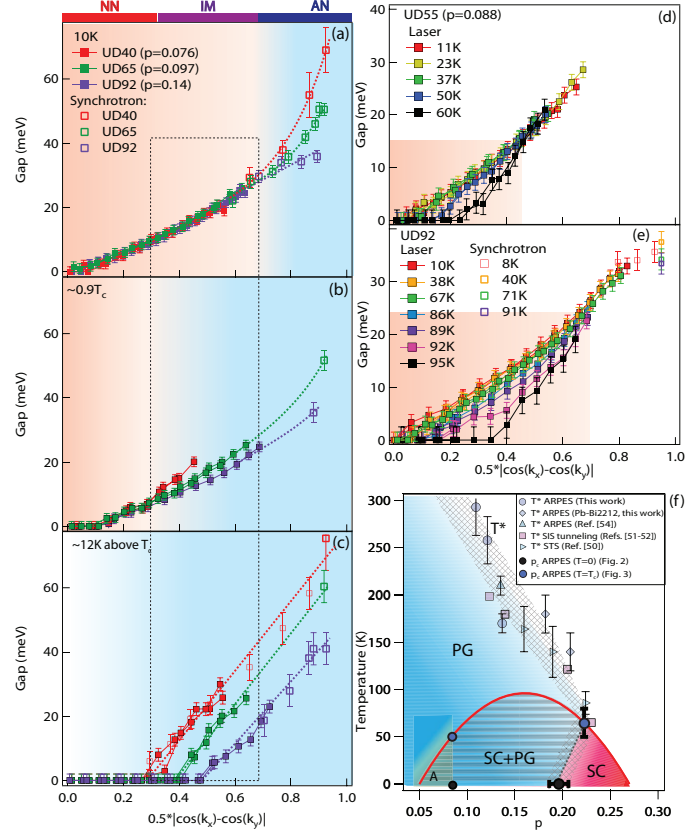 NN IM AN
(a)
10K
UD40 (p=0.076)
UD65 (p=0.097)
UD92 (p=0.14)
Synchrotron:
UD40
UD65
UD92
60
40
20
0
Gap (meV)
(b)
~0.9Tc
60
40
20
0
Gap (meV)
(c)
~12K above Tc
60
40
20
0
Gap (meV)
0.0 0.2 0.4 0.6 0.8 1.0
0.5*|cos(kx)-cos(ky)|
UD55 (p=0.088) (d)
Laser
11K
23K
37K
50K
60K
40
30
20
10
0
Gap (meV)
(e)
UD92
Laser Synchrotron
10K 8K
38K 40K
67K 71K
86K 91K
89K
92K
95K
40
30
20
10
0
Gap (meV)
0.0 0.2 0.4 0.6 0.8 1.0
0.5*|cos(kx)-cos(ky)|
(f)
T* ARPES (This work)
T* ARPES (Pb-Bi2212, this work)
T* ARPES (Ref. [S4])
T* SIS tunneling (Refs. [51-52])
T* STS (Ref. [50])
pc ARPES (T=0) (Fig. 2)
pc ARPES (T=Tc) (Fig. 3)
T*
PG
SC+PG
SC
A
300
250
200
150
100
50
0
Temperature (K)
0.05 0.10 0.15 0.20 0.25
p